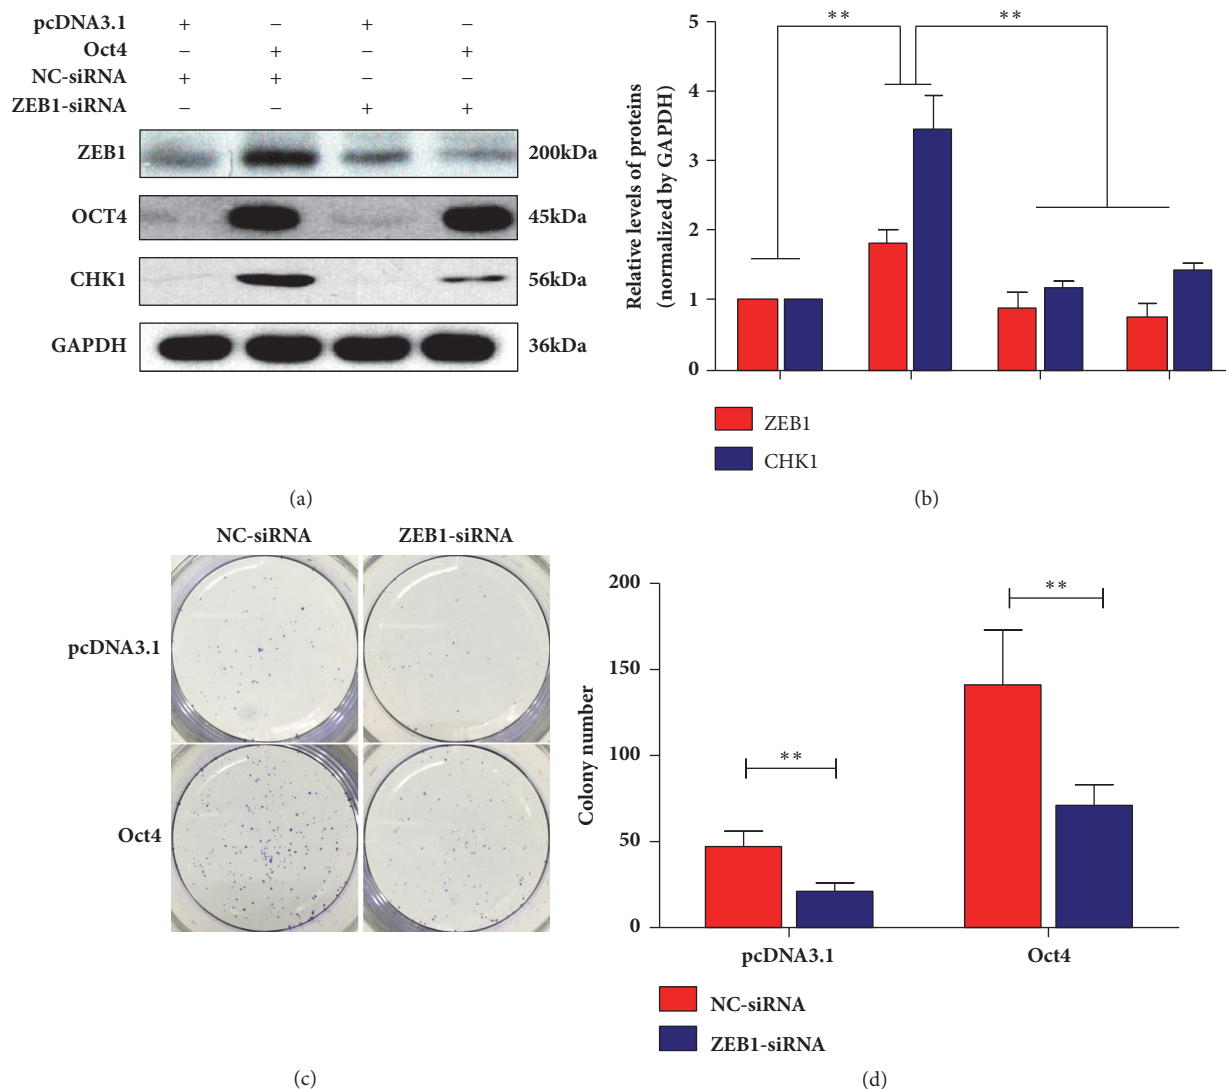 pcDNA3.1 + − + −
Oct4 − + − +
NC-siRNA + + − −
ZEB1-siRNA − − + +
ZEB1 200kDa
OCT4 45kDa
CHK1 56kDa
GAPDH 36kDa
(a)
Relative levels of proteins
(normalized by GAPDH)
5
4
3
2
1
0
** **
ZEB1
CHK1
(b)
NC-siRNA ZEB1-siRNA
pcDNA3.1
Oct4
(c)
Colony number
200
150
100
50
0
**
**
pcDNA3.1 Oct4
NC-siRNA
ZEB1-siRNA
(d)